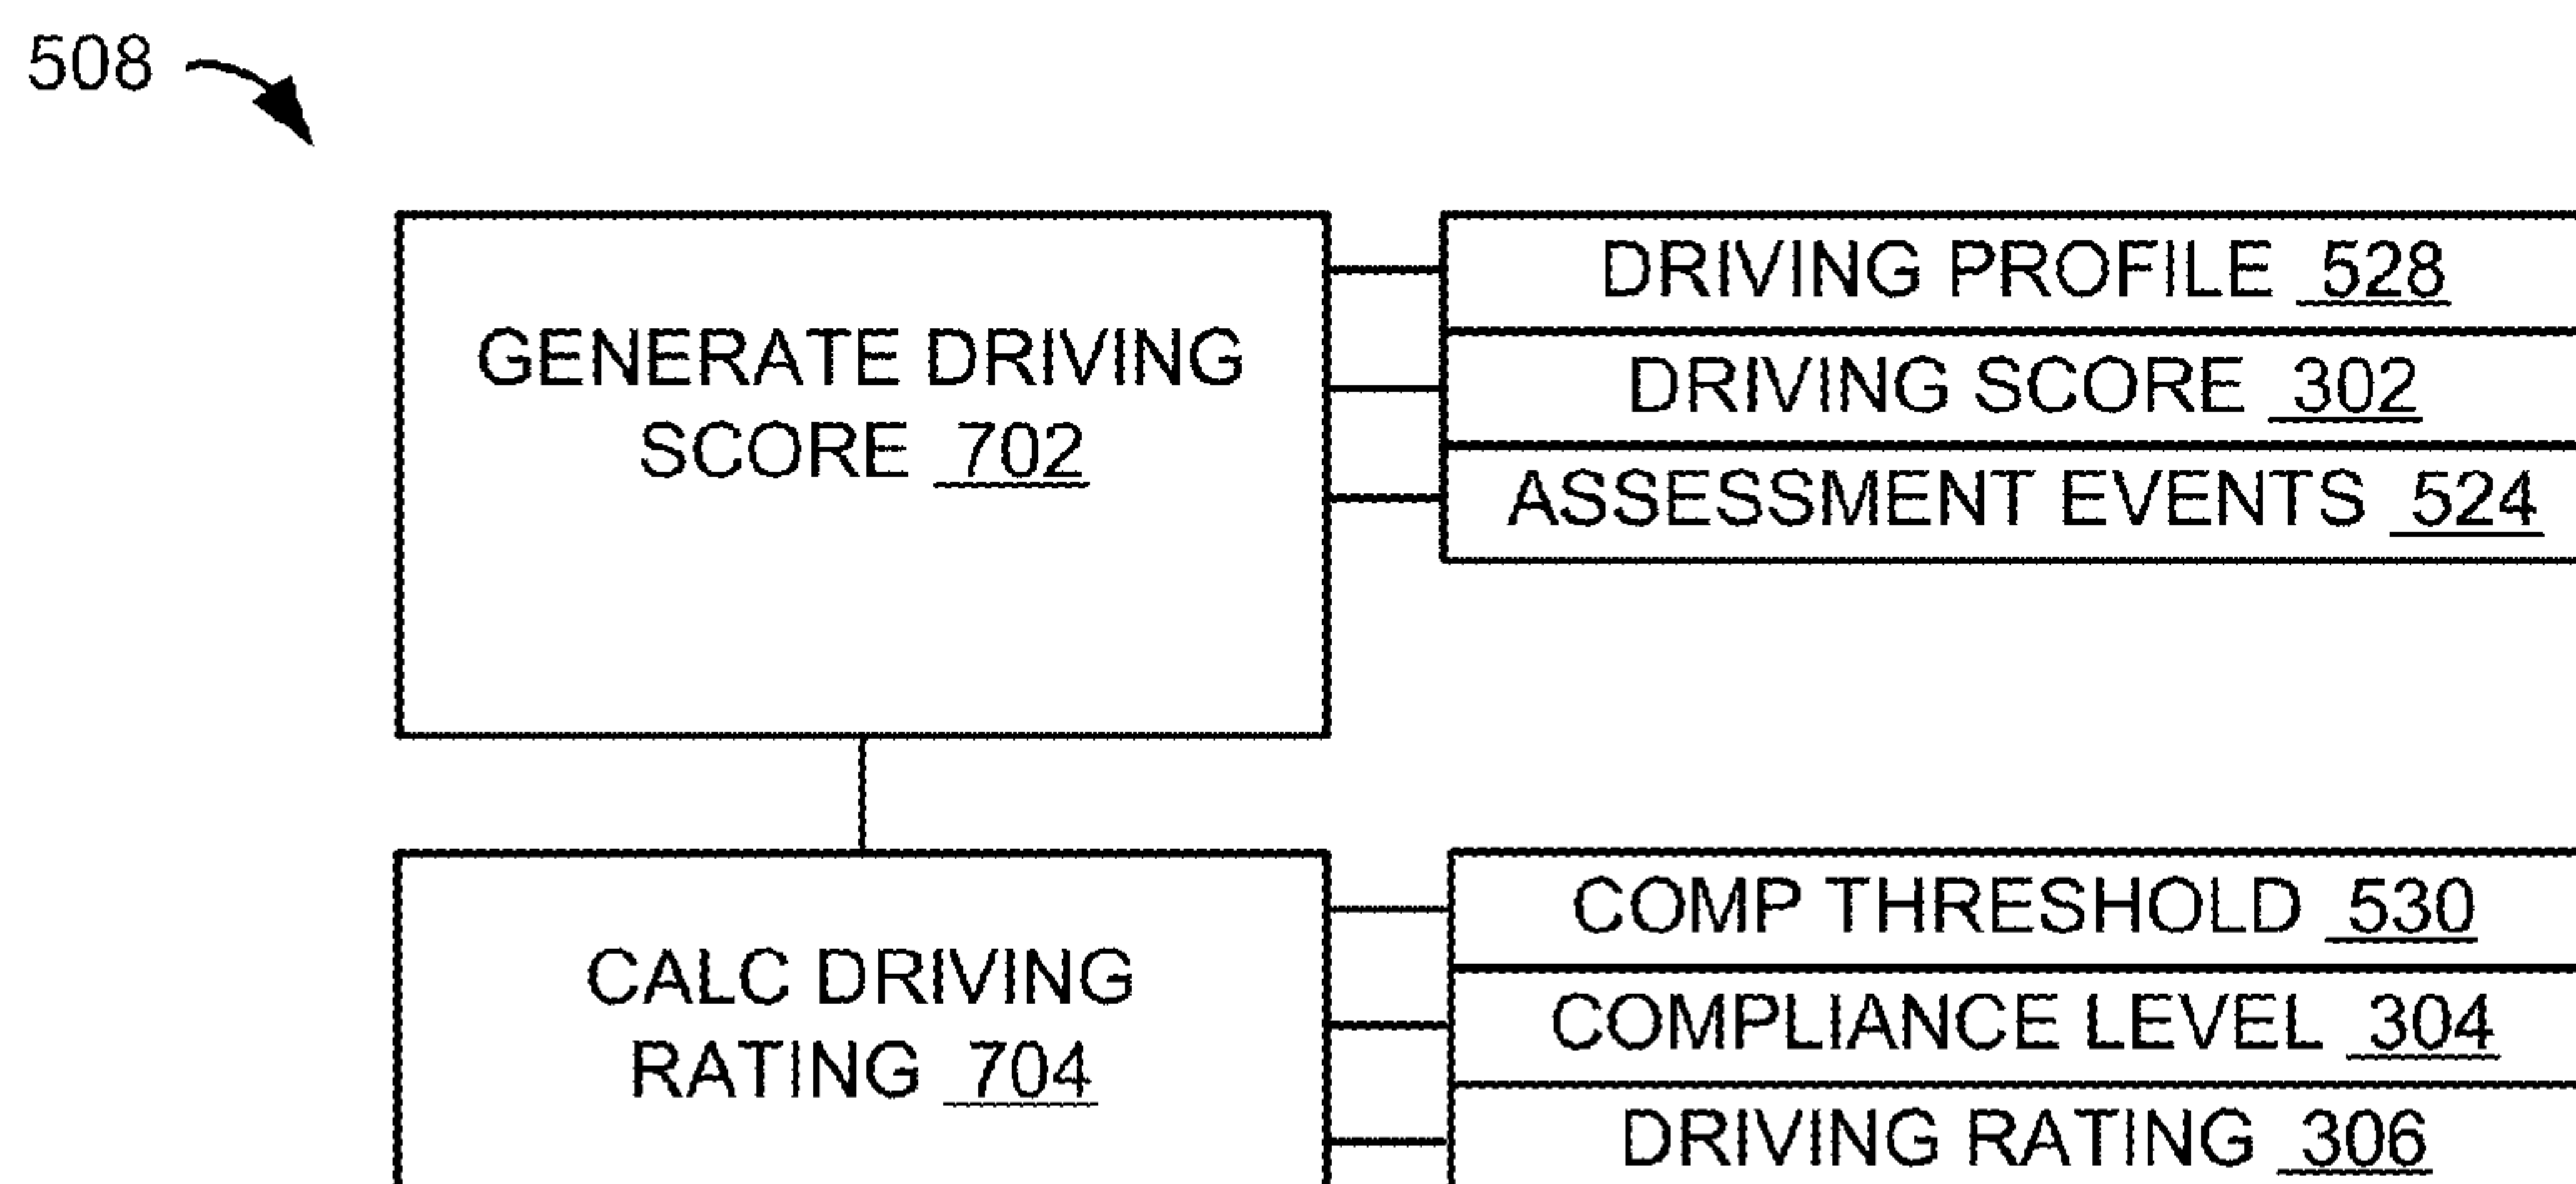 508
GENERATE DRIVING
SCORE 702
DRIVING PROFILE 528
DRIVING SCORE 302
ASSESSMENT EVENTS 524
CALC DRIVING
RATING 704
COMP THRESHOLD 530
COMPLIANCE LEVEL 304
DRIVING RATING 306